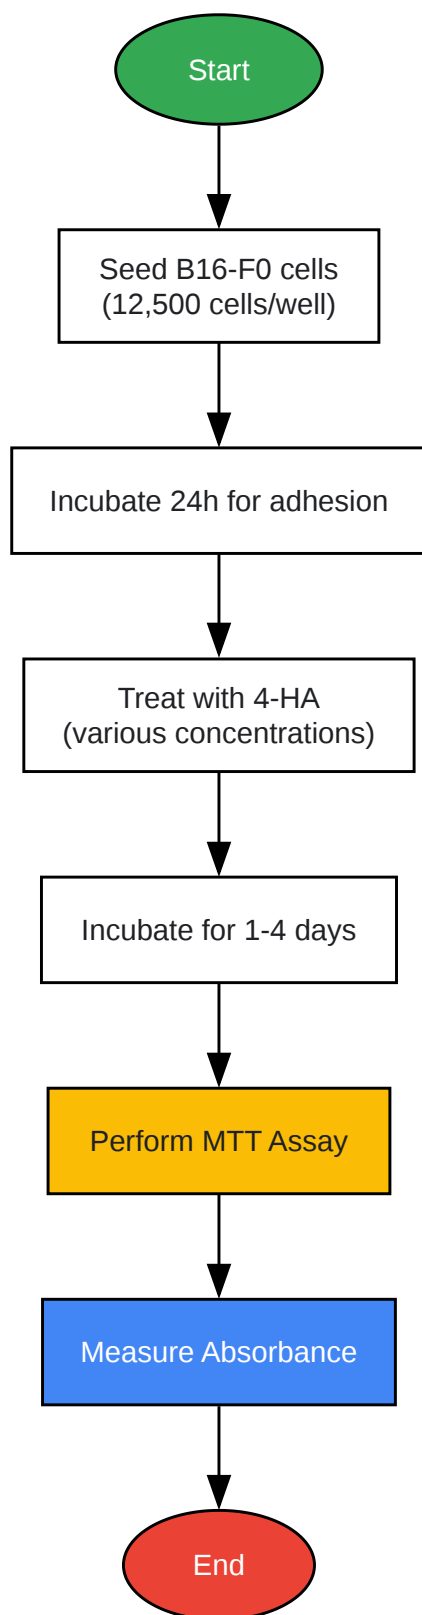 Start
Seed B16-F0 cells
(12,500 cells/well)
Incubate 24h for adhesion
Treat with 4-HA
(various concentrations)
Incubate for 1-4 days
Perform MTT Assay
Measure Absorbance
End